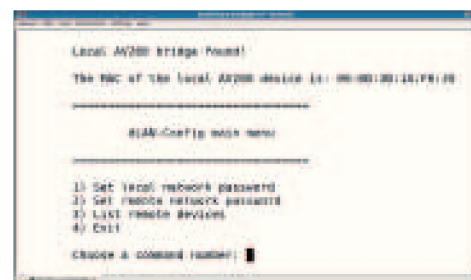 Local AV200 bridge found!
The MAC of the local AV200 device is:
dLAN-Config main menu
1) Set local network password
2) Set remote network password
3) List remote devices
4) Exit
Choose a command number: